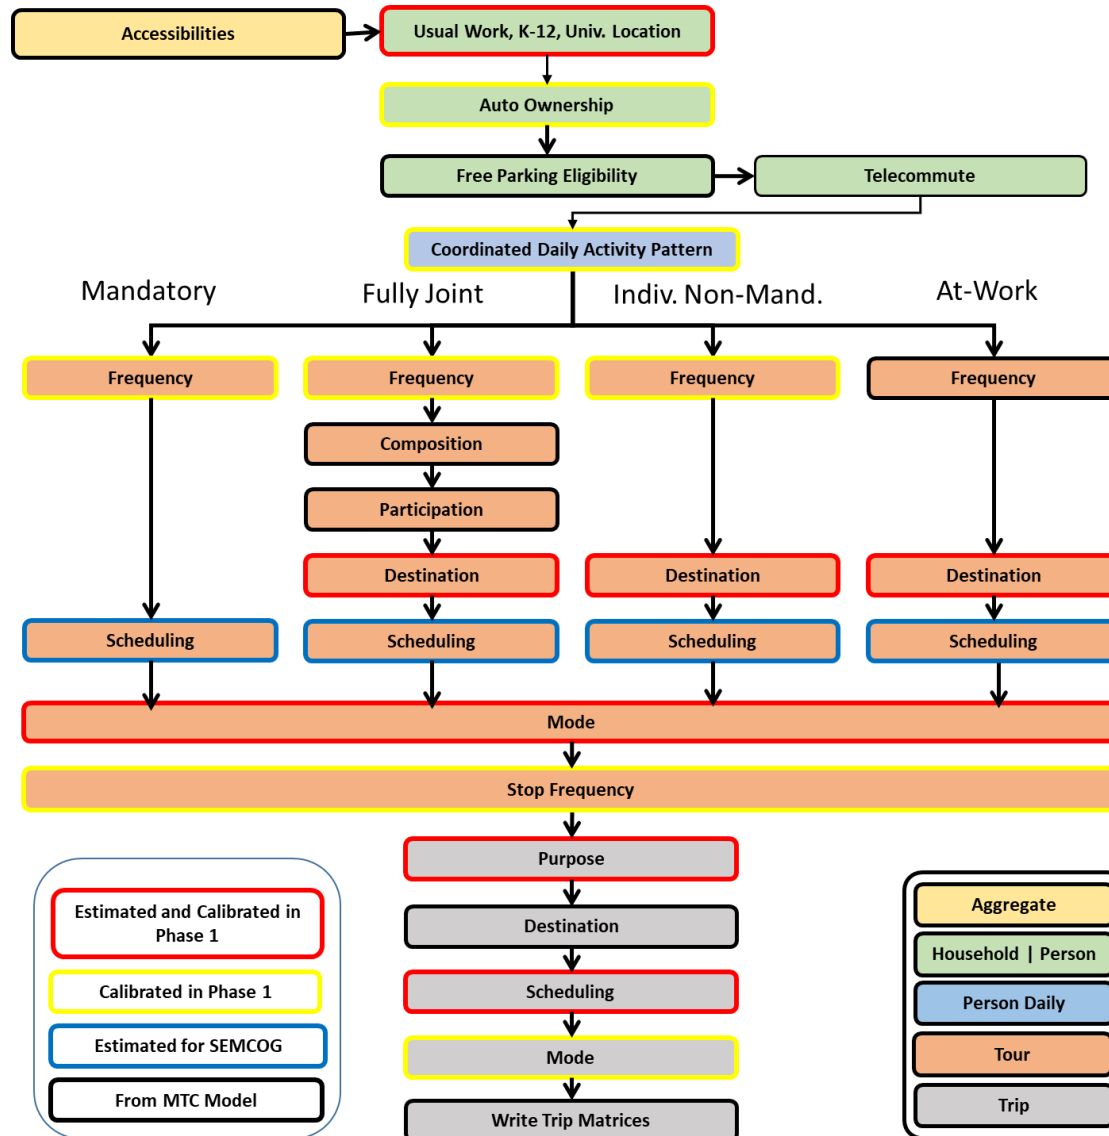 Accessibilities
Usual Work, K-12, Univ. Location
Auto Ownership
Free Parking Eligibility
Telecommute
Coordinated Daily Activity Pattern
Mandatory
Fully Joint
Indiv. Non-Mand.
At-Work
Frequency
Frequency
Frequency
Frequency
Composition
Participation
Destination
Destination
Destination
Scheduling
Scheduling
Scheduling
Scheduling
Mode
Stop Frequency
Purpose
Destination
Scheduling
Mode
Write Trip Matrices
Estimated and Calibrated in
Phase 1
Calibrated in Phase 1
Estimated for SEMCOG
From MTC Model
Aggregate
Household | Person
Person Daily
Tour
Trip